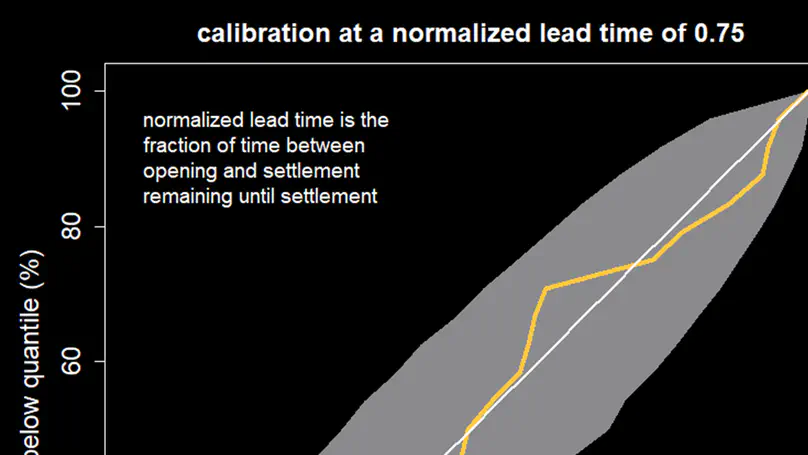 calibration at a normalized lead time of 0.75
100
normalized lead time is the
fraction of time between
opening and settlement
remaining until settlement
80
60
below quantile (%)